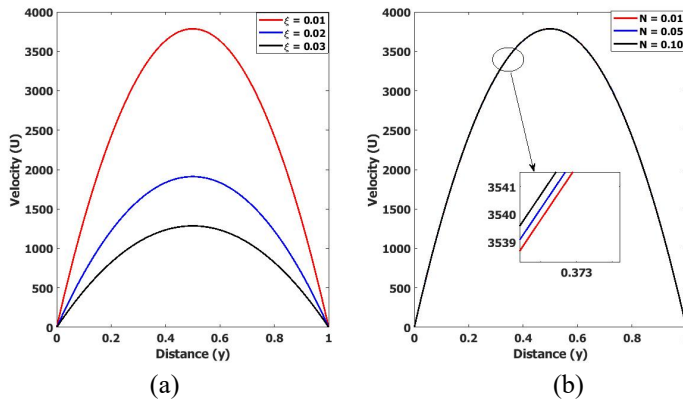 4000
3500
3000
2500
2000
1500
1000
500
0
Velocity (U)
ξ = 0.01
ξ = 0.02
ξ = 0.03
0 0.2 0.4 0.6 0.8 1
Distance (y)
(a)
4000
3500
3000
2500
2000
1500
1000
500
0
Velocity (U)
N = 0.01
N = 0.05
N = 0.10
3541
3540
3539
0.373
0 0.2 0.4 0.6 0.8
Distance (y)
(b)